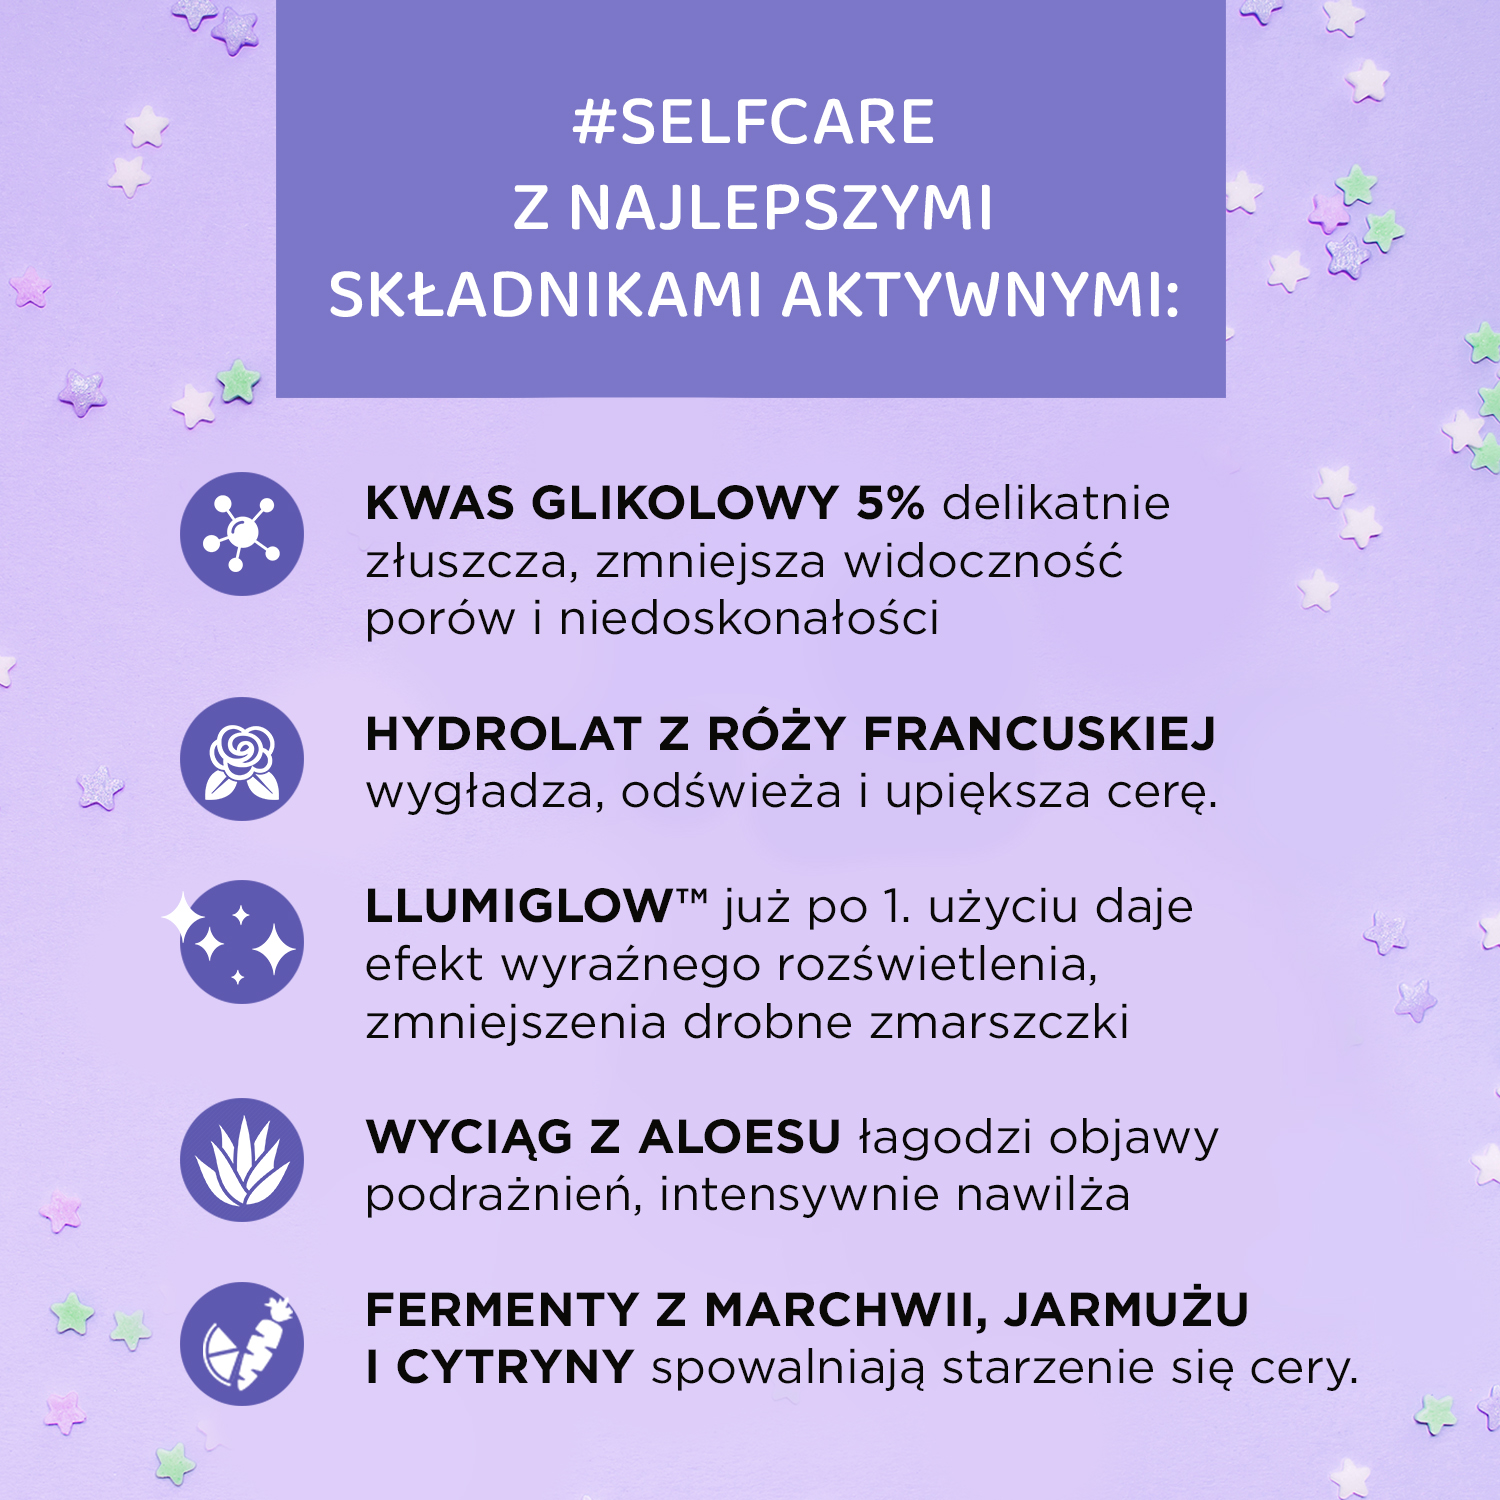 #SELFCARE
Z NAJLEPSZYMI
SKŁADNIKAMI AKTYWNYMI:
KWAS GLIKOLOWY 5% delikatnie
złuszcza, zmniejsza widoczność
porów i niedoskonałości
HYDROLAT Z RÓŻY FRANCUSKIEJ
wygładza, odświeża i upiększa cerę.
LLUMIGLOW™ już po 1. użyciu daje
efekt wyraźnego rozświetlenia,
zmniejszenia drobne zmarszczki
WYCIĄG Z ALOESU łagodzi objawy
podrażnień, intensywnie nawilża
FERMENTY Z MARCHWII, JARMUŻU
I CYTRYNY spowalniają starzenie się cery.